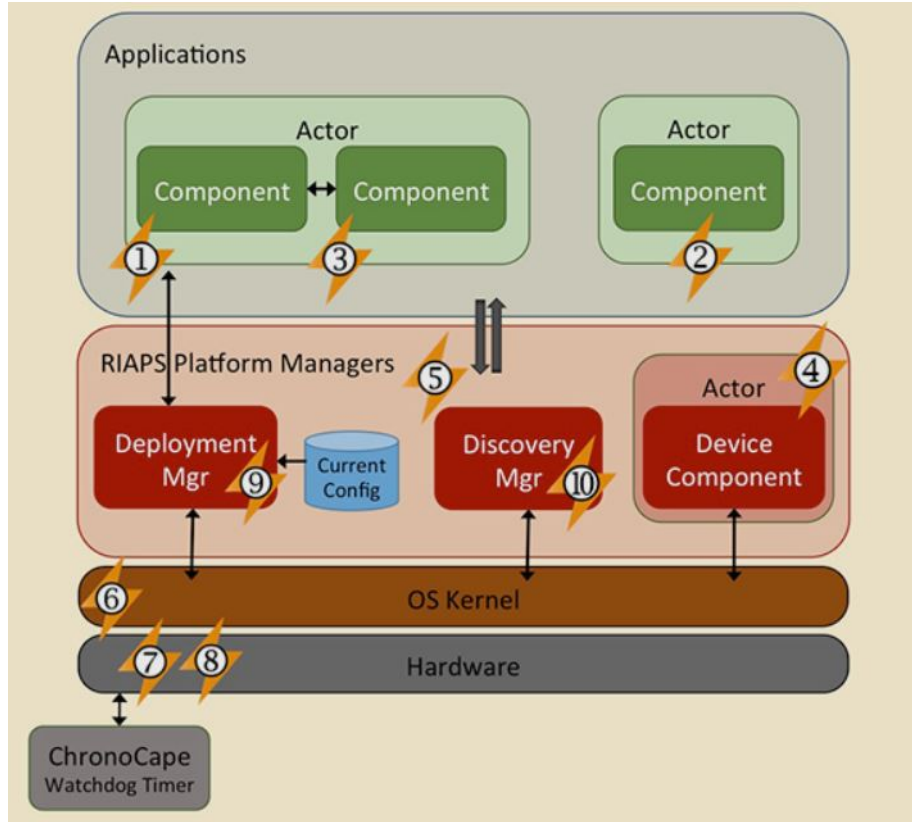 Applications
Actor
Actor
Component
Component
Component
①
③
②
RIAPS Platform Managers
⑤
④
Actor
Deployment
Mgr
⑨
Current
Config
Discovery
Mgr
⑩
Device
Component
⑥
OS Kernel
⑦
⑧
Hardware
ChronoCape
Watchdog Timer